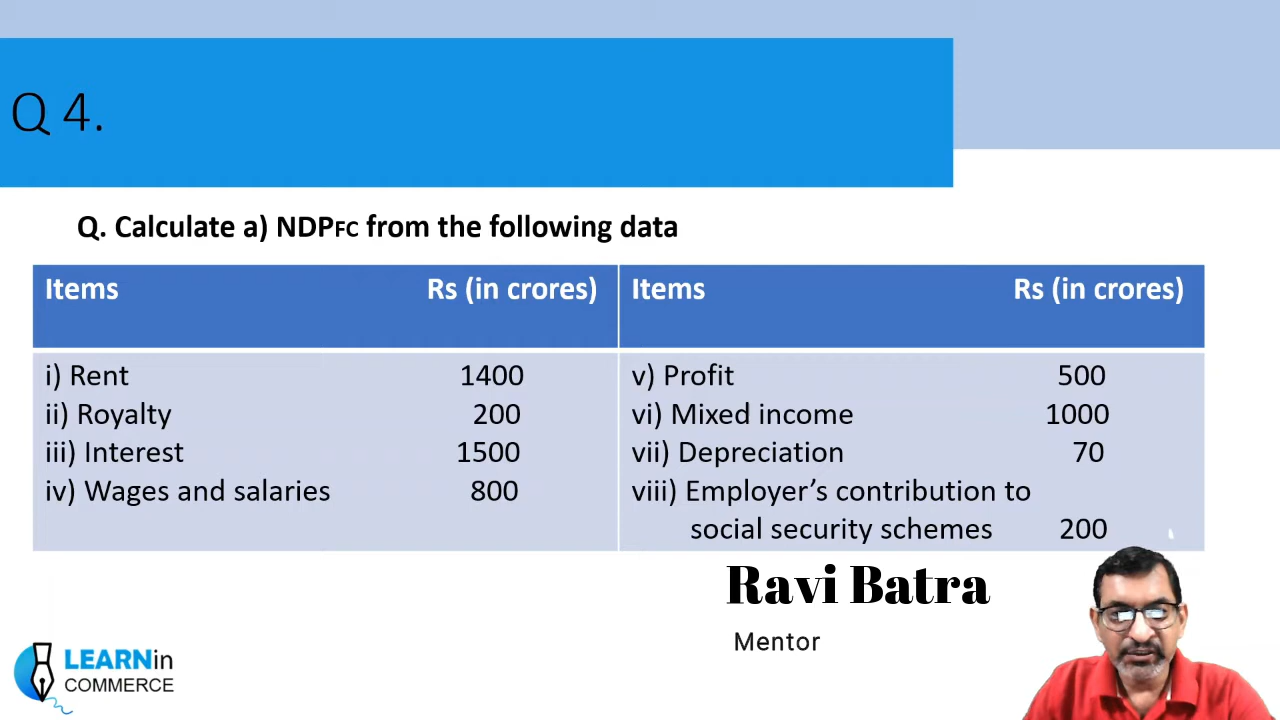 Q 4.
Q. Calculate a) NDPFC from the following data
Items Rs (in crores) Items Rs (in crores)
i) Rent 1400 v) Profit 500
ii) Royalty 200 vi) Mixed income 1000
iii) Interest 1500 vii) Depreciation 70
iv) Wages and salaries 800 viii) Employer’s contribution to
social security schemes 200
Ravi Batra
Mentor
LEARNin
COMMERCE